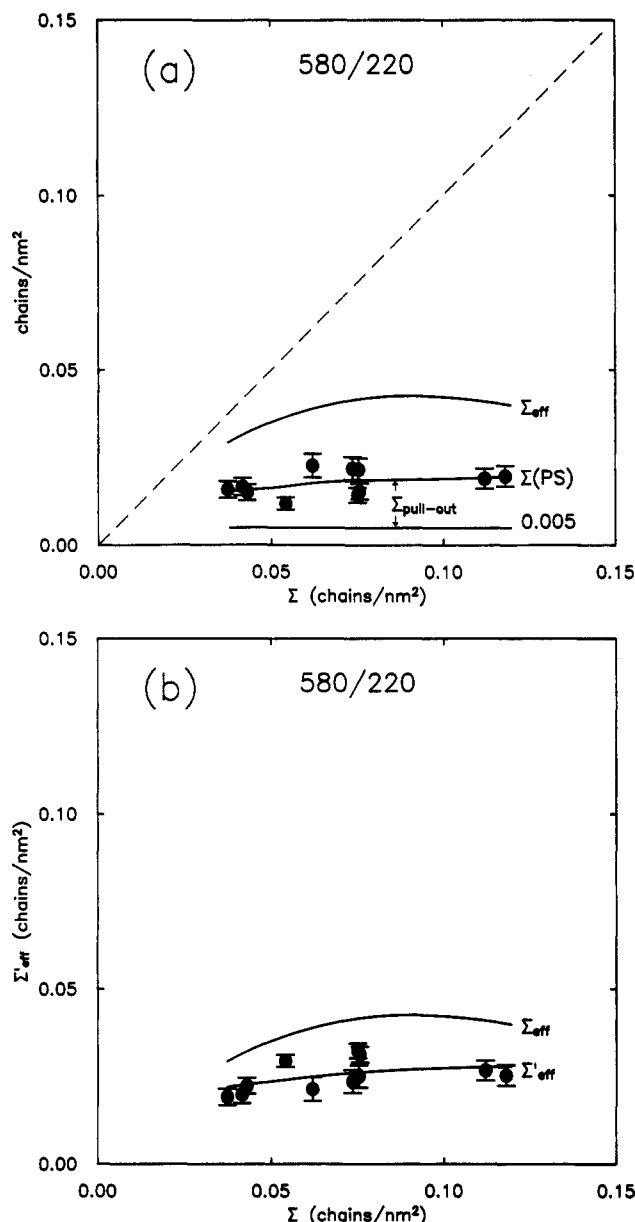 (a) 580/220
0.15
0.10
0.05
0.00
chains/nm²
Σeff
Σ(PS)
Σpull-out
0.005
0.00 0.05 0.10 0.15
Σ (chains/nm²)
(b) 580/220
0.15
0.10
0.05
0.00
Σ'eff (chains/nm²)
Σeff
Σ'eff
0.00 0.05 0.10 0.15
Σ (chains/nm²)